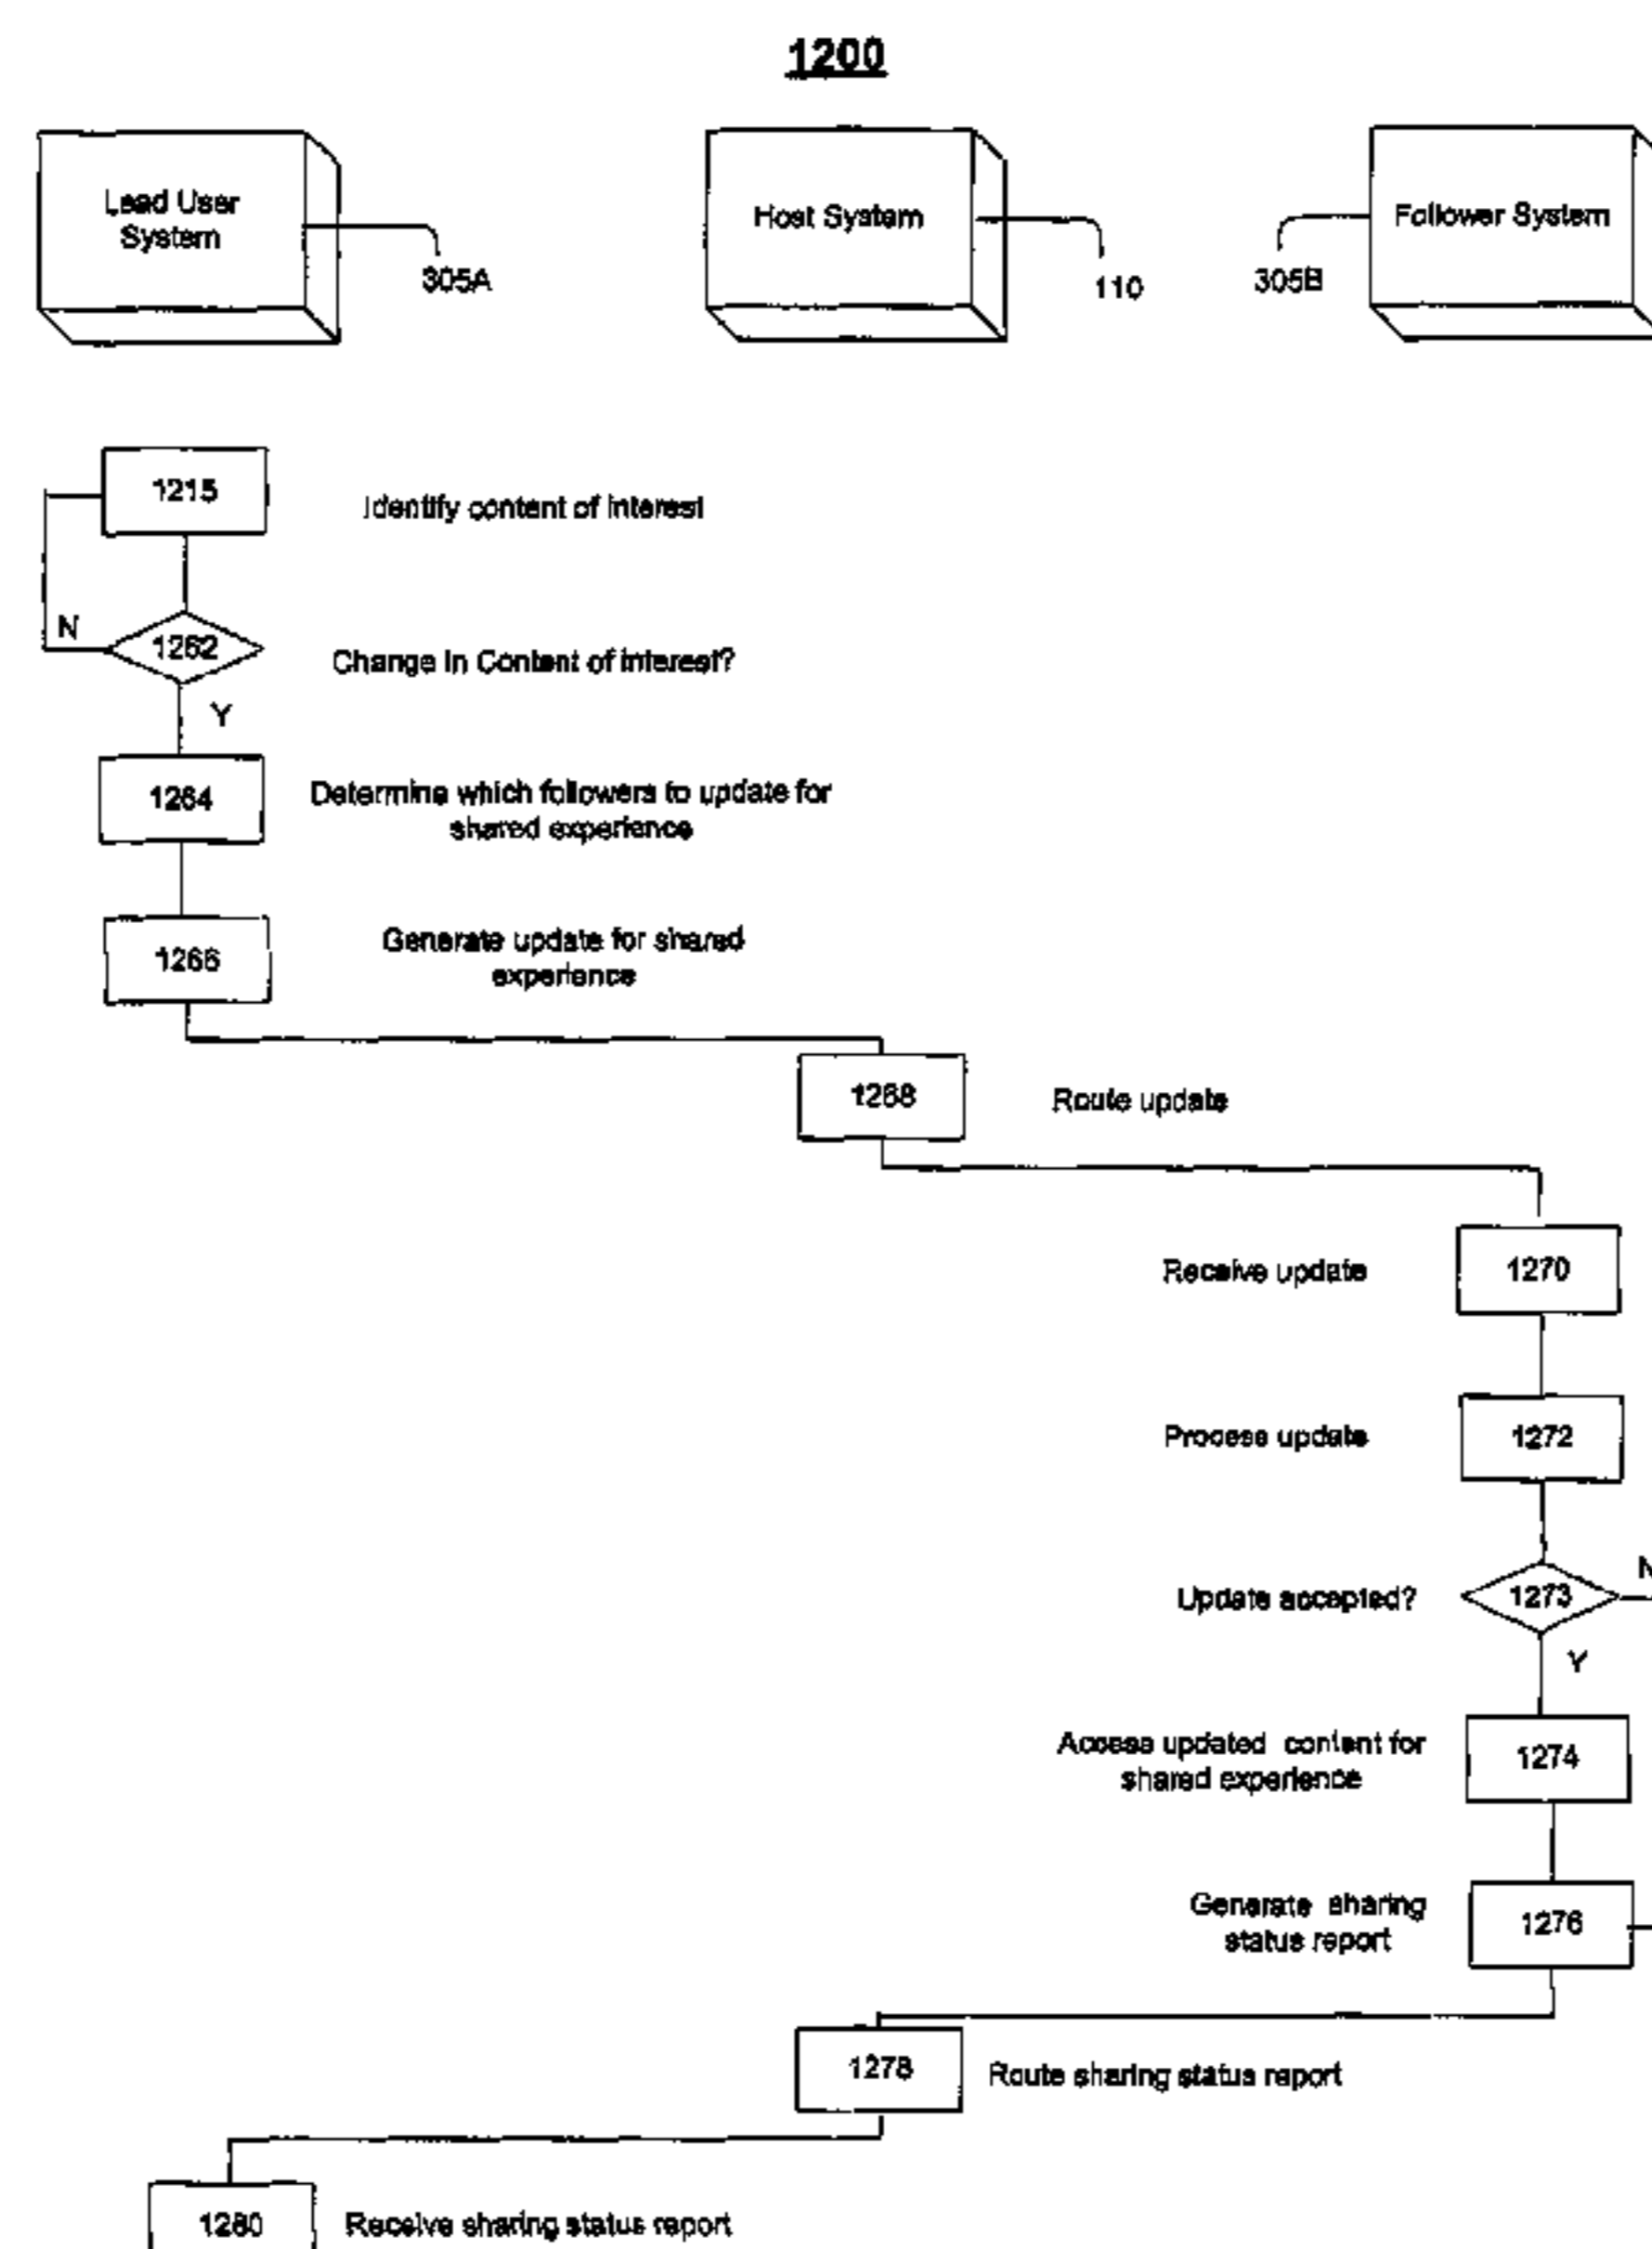 1200
Lead User
System
305A
Host System
110
305B
Follower System
1215
Identify content of interest
N
1262
Change in Content of interest?
Y
1264
Determine which followers to update for
shared experience
1266
Generate update for shared
experience
1268
Route update
Receive update
1270
Process update
1272
Update accepted?
1273
N
Y
Access updated content for
shared experience
1274
Generate sharing
status report
1276
1278
Route sharing status report
1280
Receive sharing status report